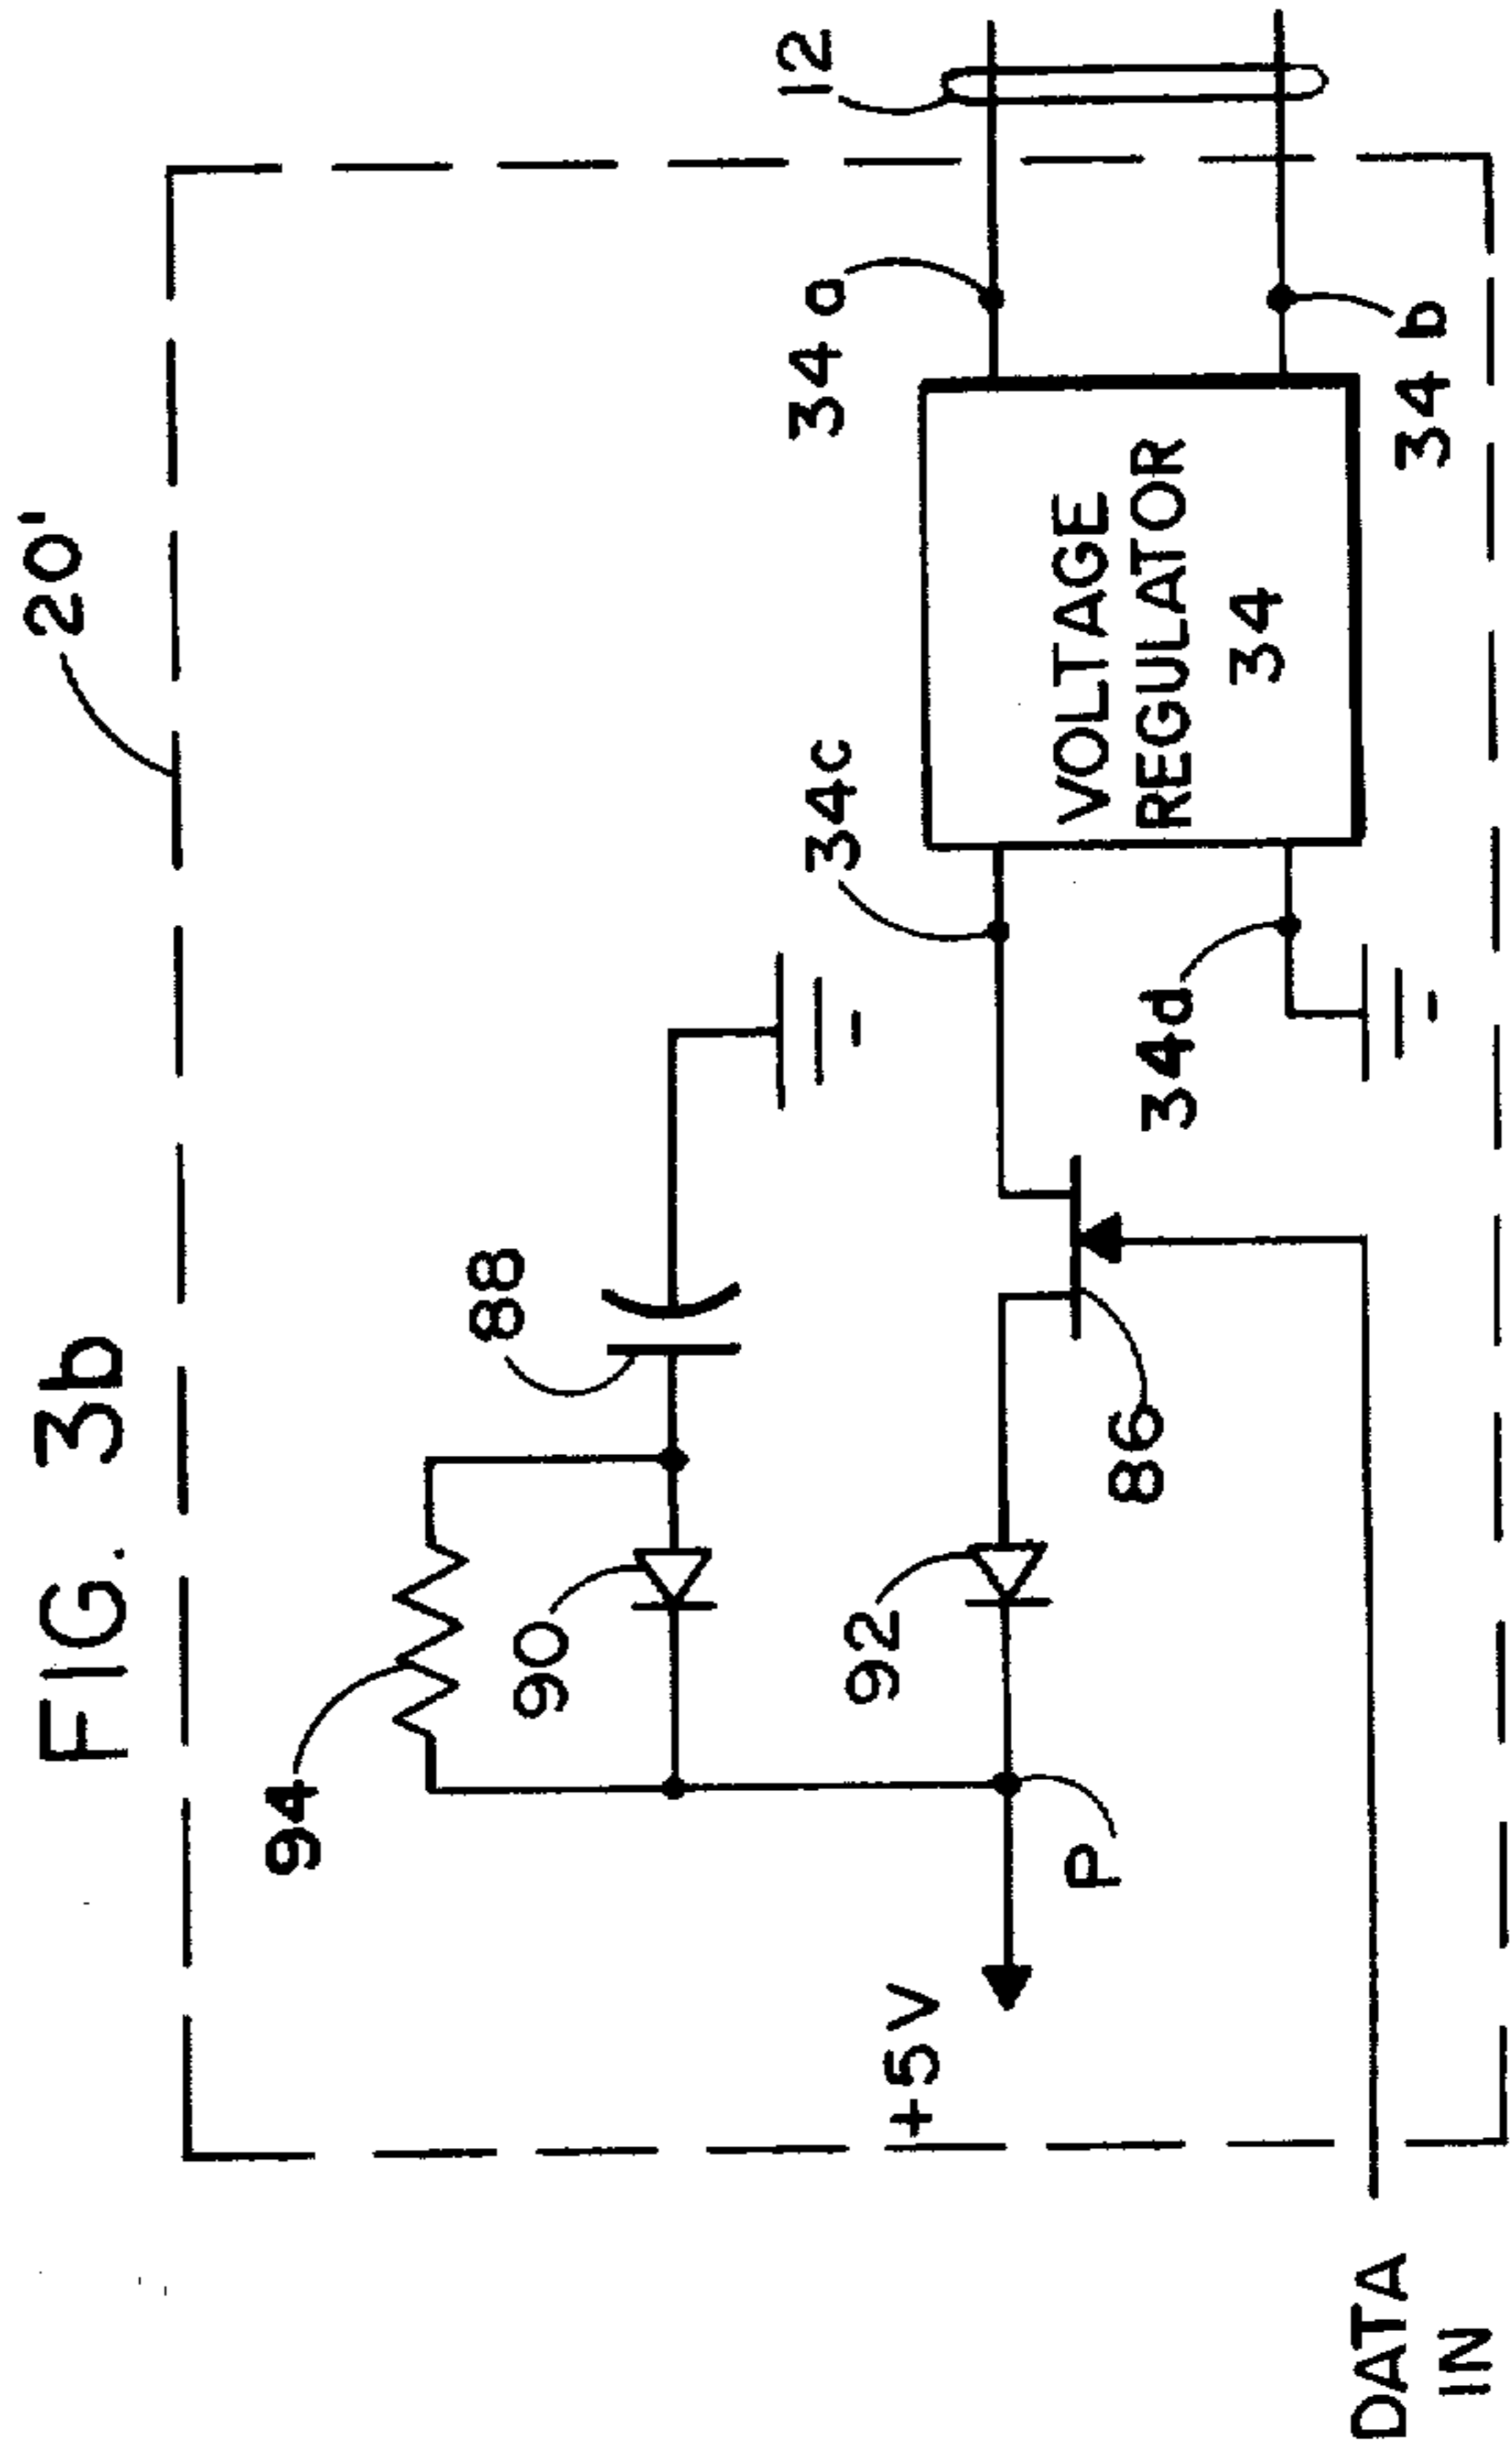 FIG. 3b
20'
94
88
90
12
34a
34c
92
+5V
P
86
34d
VOLTAGE
REGULATOR
34
34b
DATA
IN